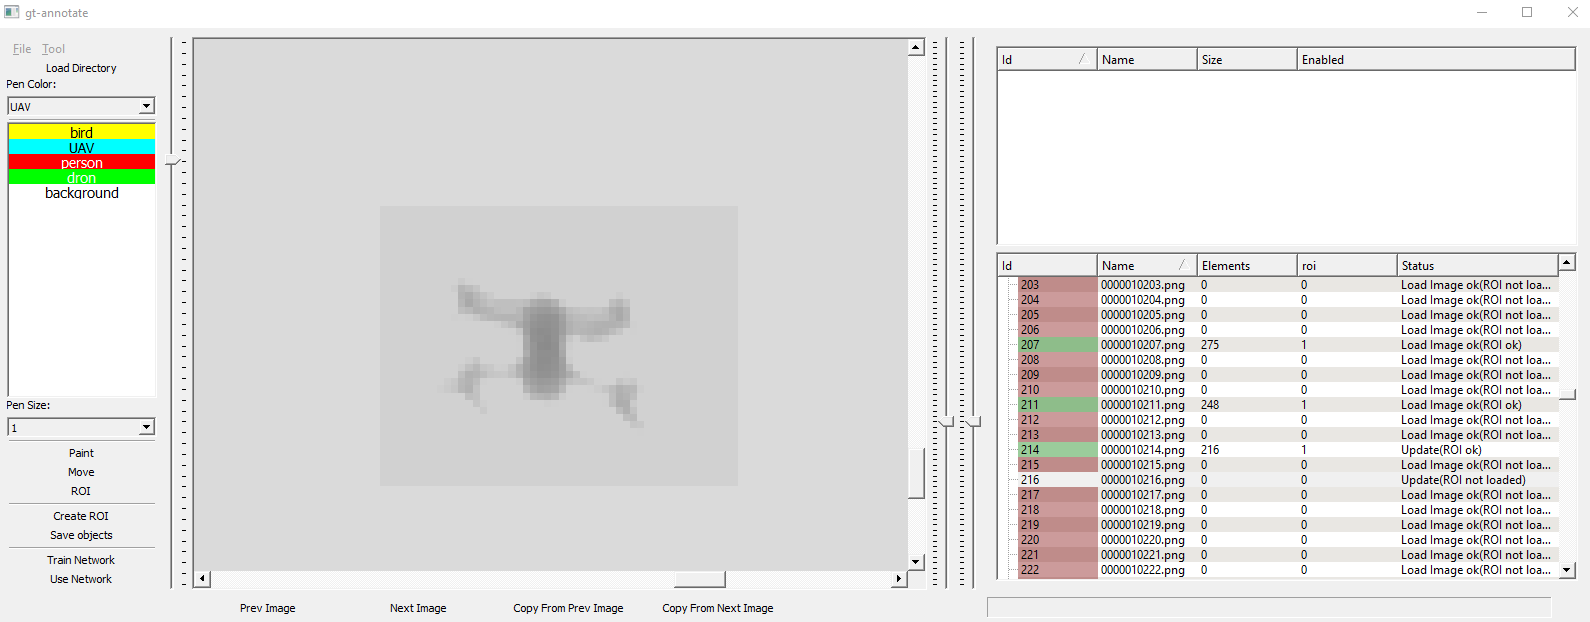 gt-annotate
File Tool
Load Directory
Pen Color:
UAV
bird
UAV
person
dron
background
Pen Size:
1
Paint
Move
ROI
Create ROI
Save objects
Train Network
Use Network
Prev Image Next Image Copy From Prev Image Copy From Next Image
Id Name Size Enabled
Id Name Elements roi Status
203 0000010203.png 0 0 Load Image ok(ROI not loa...
204 0000010204.png 0 0 Load Image ok(ROI not loa...
205 0000010205.png 0 0 Load Image ok(ROI not loa...
206 0000010206.png 0 0 Load Image ok(ROI not loa...
207 0000010207.png 275 1 Load Image ok(ROI ok)
208 0000010208.png 0 0 Load Image ok(ROI not loa...
209 0000010209.png 0 0 Load Image ok(ROI not loa...
210 0000010210.png 0 0 Load Image ok(ROI not loa...
211 0000010211.png 248 1 Load Image ok(ROI ok)
212 0000010212.png 0 0 Load Image ok(ROI not loa...
213 0000010213.png 0 0 Load Image ok(ROI not loa...
214 0000010214.png 216 1 Update(ROI ok)
215 0000010215.png 0 0 Load Image ok(ROI not loa...
216 0000010216.png 0 0 Update(ROI not loaded)
217 0000010217.png 0 0 Load Image ok(ROI not loa...
218 0000010218.png 0 0 Load Image ok(ROI not loa...
219 0000010219.png 0 0 Load Image ok(ROI not loa...
220 0000010220.png 0 0 Load Image ok(ROI not loa...
221 0000010221.png 0 0 Load Image ok(ROI not loa...
222 0000010222.png 0 0 Load Image ok(ROI not loa...